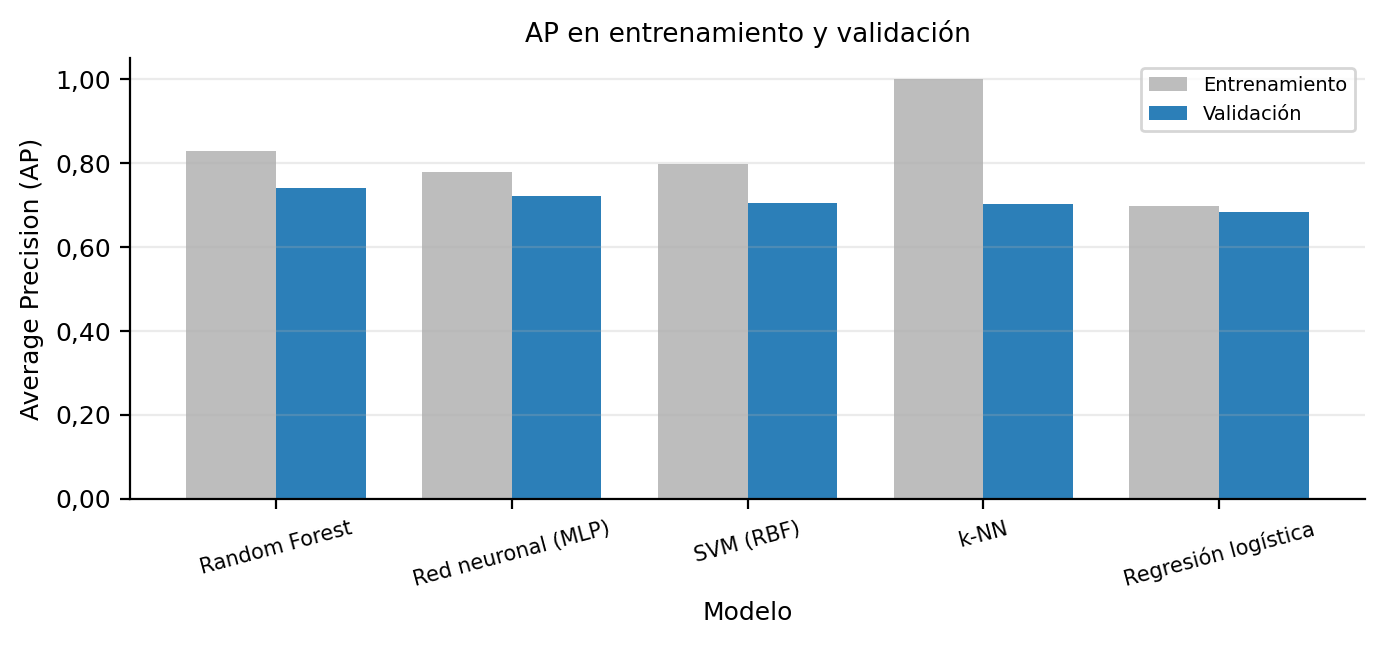 AP en entrenamiento y validación
Entrenamiento
Validación
Average Precision (AP)
1,00
0,80
0,60
0,40
0,20
0,00
Random Forest
Red neuronal (MLP)
SVM (RBF)
k-NN
Regresión logística
Modelo